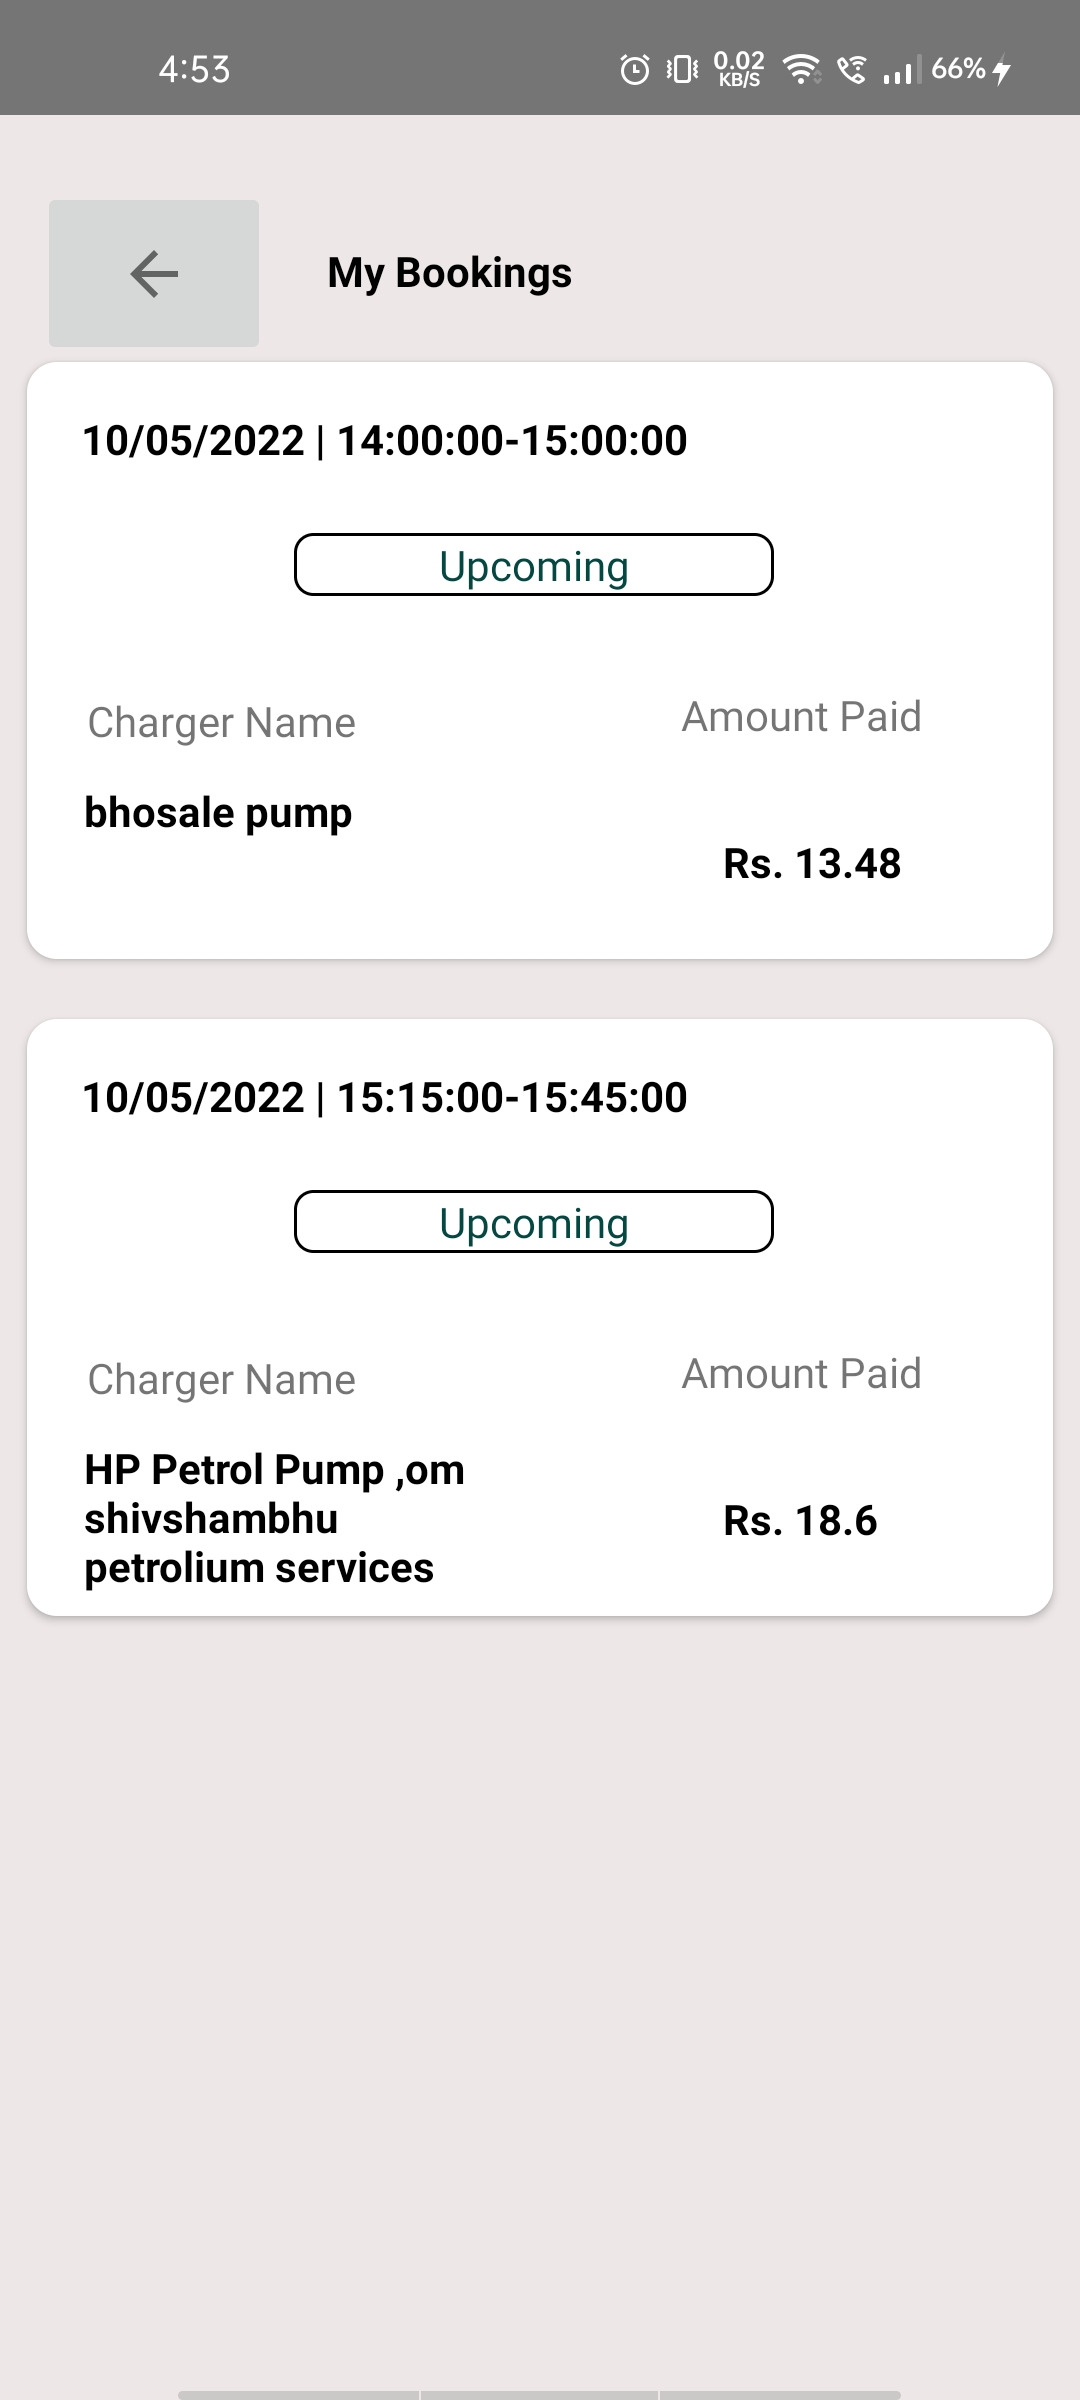 4:53
0.02
KB/S
66%
My Bookings
10/05/2022 | 14:00:00-15:00:00
Upcoming
Charger Name
Amount Paid
bhosale pump
Rs. 13.48
10/05/2022 | 15:15:00-15:45:00
Upcoming
Charger Name
Amount Paid
HP Petrol Pump ,om
shivshambhu
petrolium services
Rs. 18.6